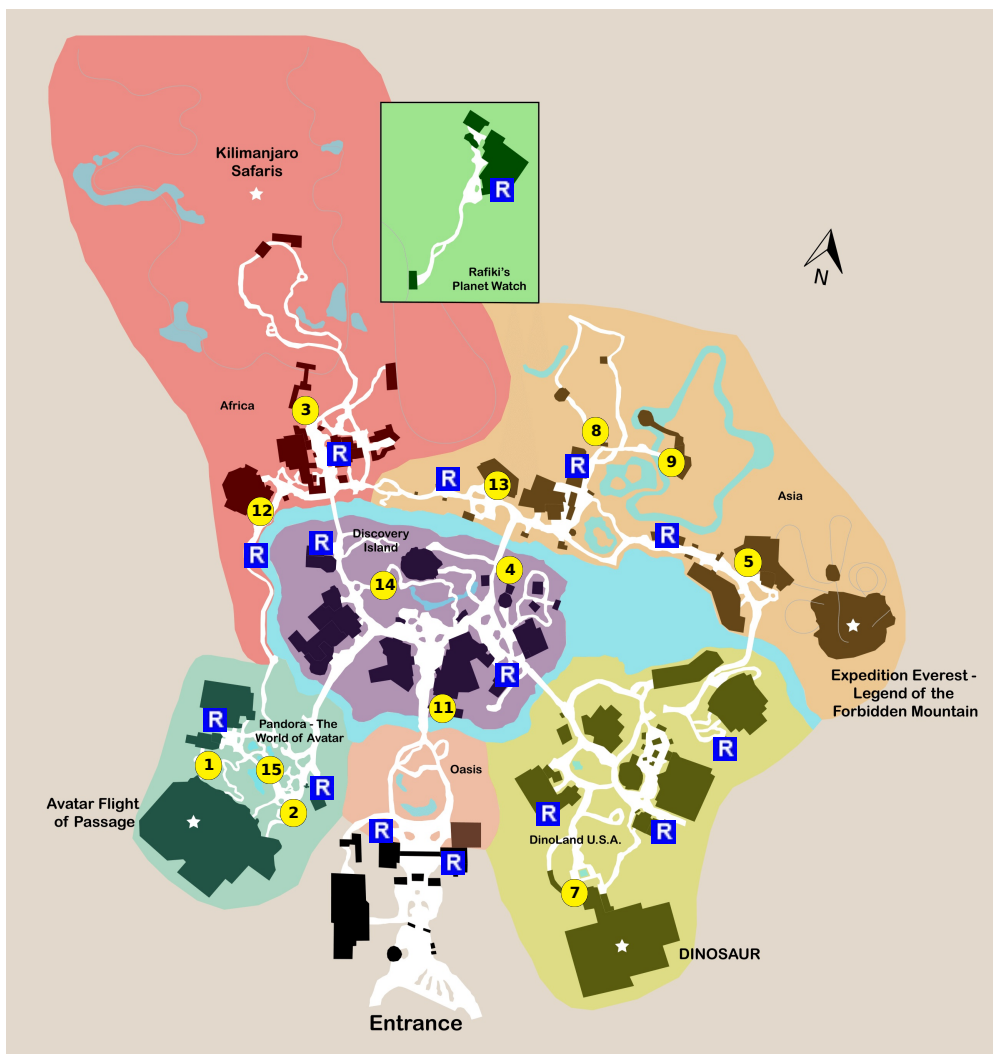 Kilimanjaro
Safaris
R
Rafiki's
Planet Watch
N
Africa
3
R
8
R
9
R
13
Asia
12
R
R
Discovery
Island
R
5
4
14
Expedition Everest -
Legend of the
Forbidden Mountain
R
11
R
Pandora - The
World of Avatar
R
1
15
Oasis
R
2
Avatar Flight
of Passage
R
R
R
DinoLand U.S.A.
R
7
DINOSAUR
Entrance